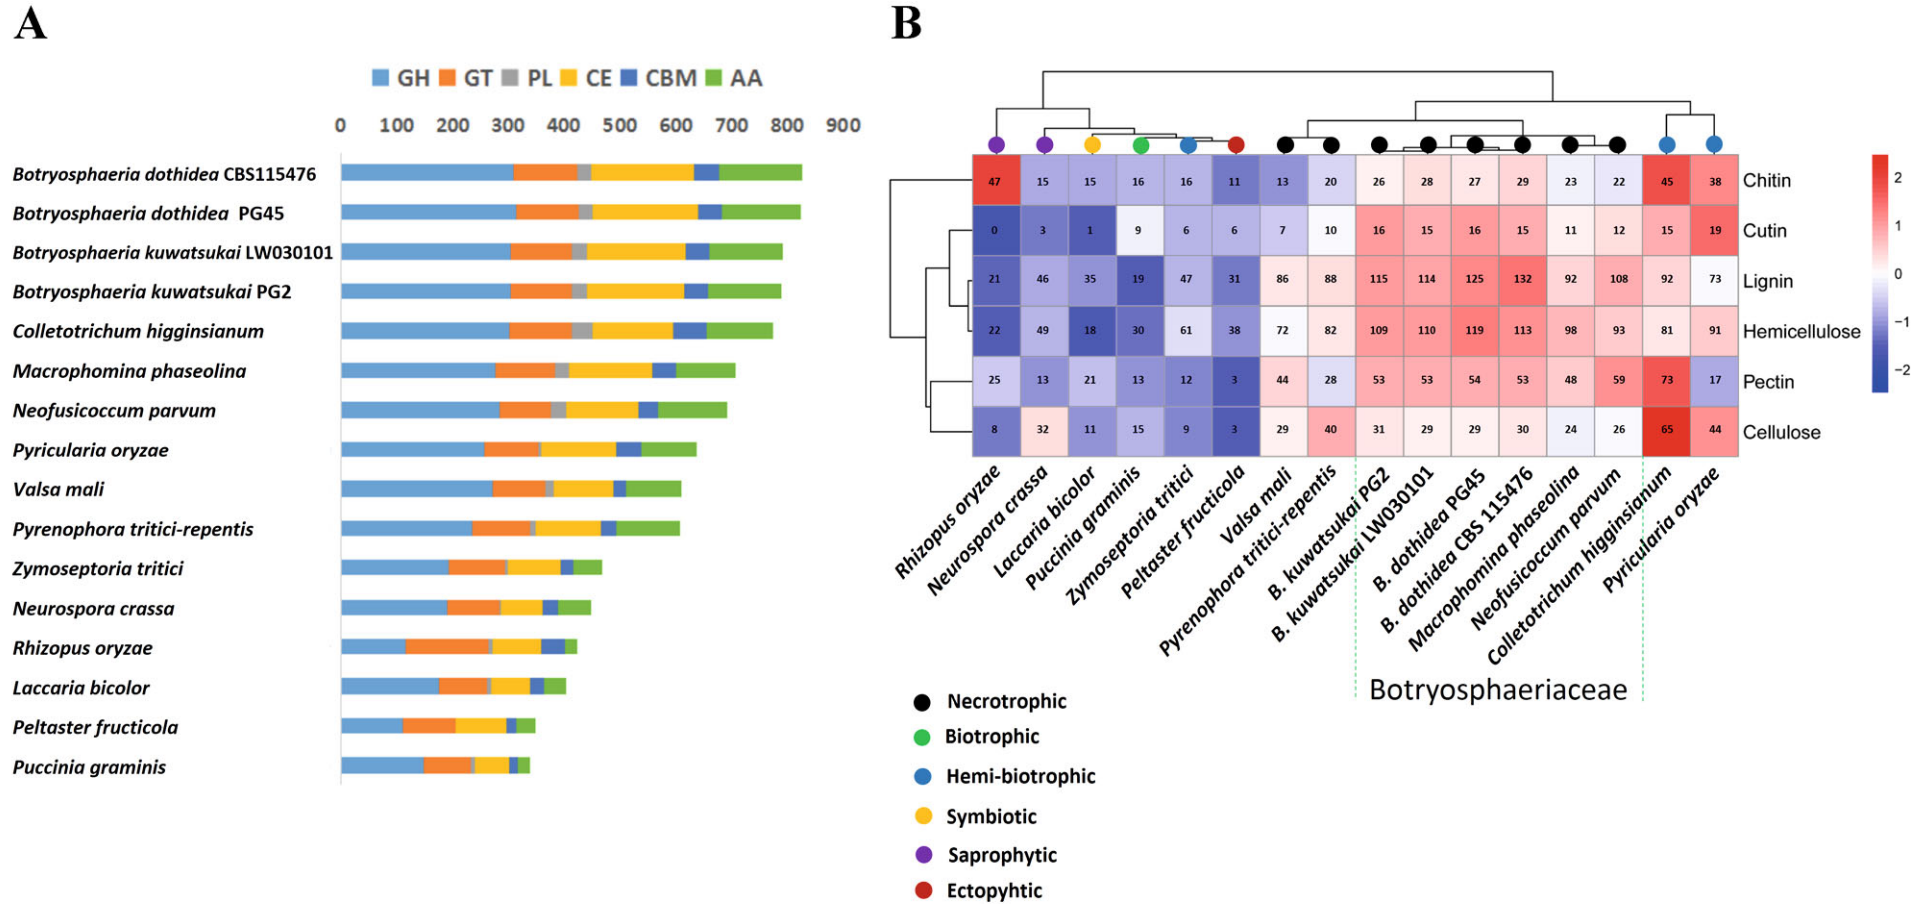 A
GH GT PL CE CBM AA
0 100 200 300 400 500 600 700 800 900
Botryosphaeria dothidea CBS115476
Botryosphaeria dothidea PG45
Botryosphaeria kuwatsukai LW030101
Botryosphaeria kuwatsukai PG2
Colletotrichum higginsianum
Macrophomina phaseolina
Neofusicoccum parvum
Pyricularia oryzae
Valsa mali
Pyrenophora tritici-repentis
Zymoseptoria tritici
Neurospora crassa
Rhizopus oryzae
Laccaria bicolor
Peltaster fructicola
Puccinia graminis
B
47 15 15 16 16 11 13 20 26 28 27 29 23 22 45 38 Chitin
0 3 1 9 6 6 7 10 16 15 16 15 11 12 15 19 Cutin
21 46 35 19 47 31 86 88 115 114 125 132 92 108 92 73 Lignin
22 49 18 30 61 38 72 82 109 110 119 113 98 93 81 91 Hemicellulose
25 13 21 13 12 3 44 28 53 53 54 53 48 59 73 17 Pectin
8 32 11 15 9 3 29 40 31 29 29 30 24 26 65 44 Cellulose
2
1
0
−1
−2
Rhizopus oryzae
Neurospora crassa
Laccaria bicolor
Puccinia graminis
Zymoseptoria tritici
Peltaster fructicola
Valsa mali
Pyrenophora tritici-repentis
B. kuwatsukai PG2
B. kuwatsukai LW030101
B. dothidea PG45
B. dothidea CBS 115476
Macrophomina phaseolina
Neofusicoccum parvum
Colletotrichum higginsianum
Pyricularia oryzae
Botryosphaeriaceae
Necrotrophic
Biotrophic
Hemi-biotrophic
Symbiotic
Saprophytic
Ectopyhtic